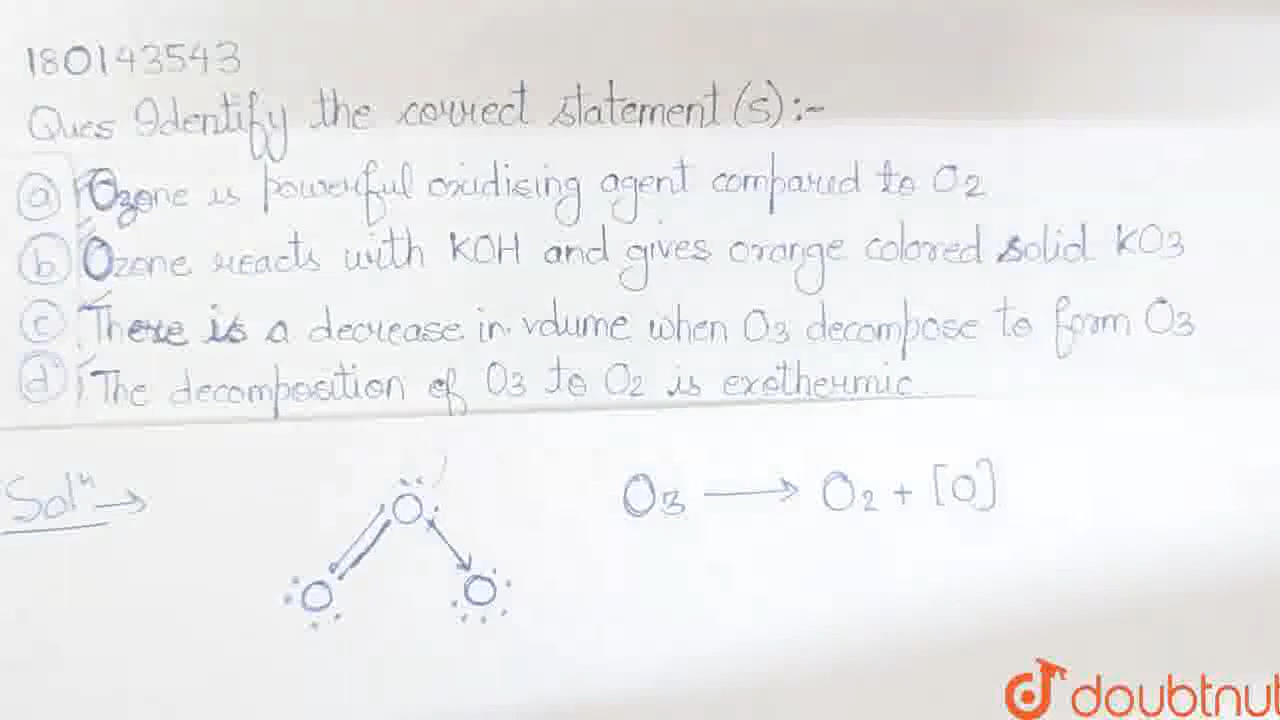 180143543
Ques Identify the correct statement (s):-
(a) Ozone is powerful oxidising agent compared to O2
(b) Ozone reacts with KOH and gives orange colored solid KO3
(c) There is a decrease in volume when O3 decompose to form O3
(d) The decomposition of O3 to O2 is exothermic
Solⁿ → O3 → O2 + [O]
O
O O
doubtnut